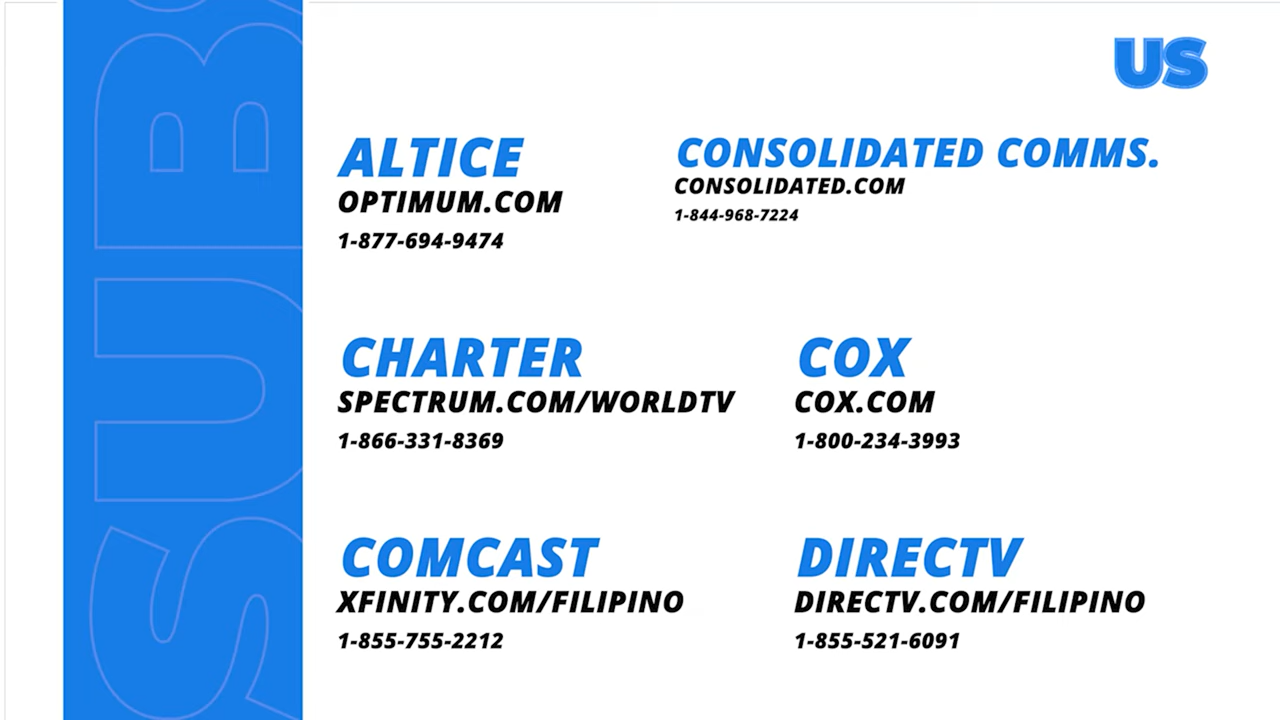 US
SUB
ALTICE
OPTIMUM.COM
1-877-694-9474
CONSOLIDATED COMMS.
CONSOLIDATED.COM
1-844-968-7224
CHARTER
SPECTRUM.COM/WORLDTV
1-866-331-8369
COX
COX.COM
1-800-234-3993
COMCAST
XFINITY.COM/FILIPINO
1-855-755-2212
DIRECTV
DIRECTV.COM/FILIPINO
1-855-521-6091